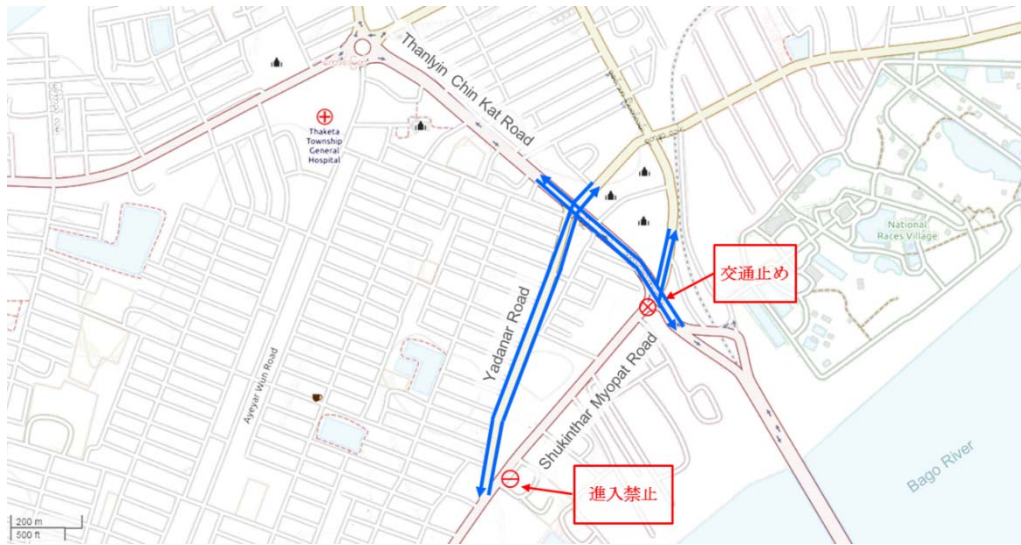 Thanlyin Chin Kat Road
Thaketa
Township
General
Hospital
National
Races Village
交通止め
Yadanar Road
Ayeyar Wun Road
Shukinthar Myopat Road
進入禁止
Bago River
200 m
500 ft